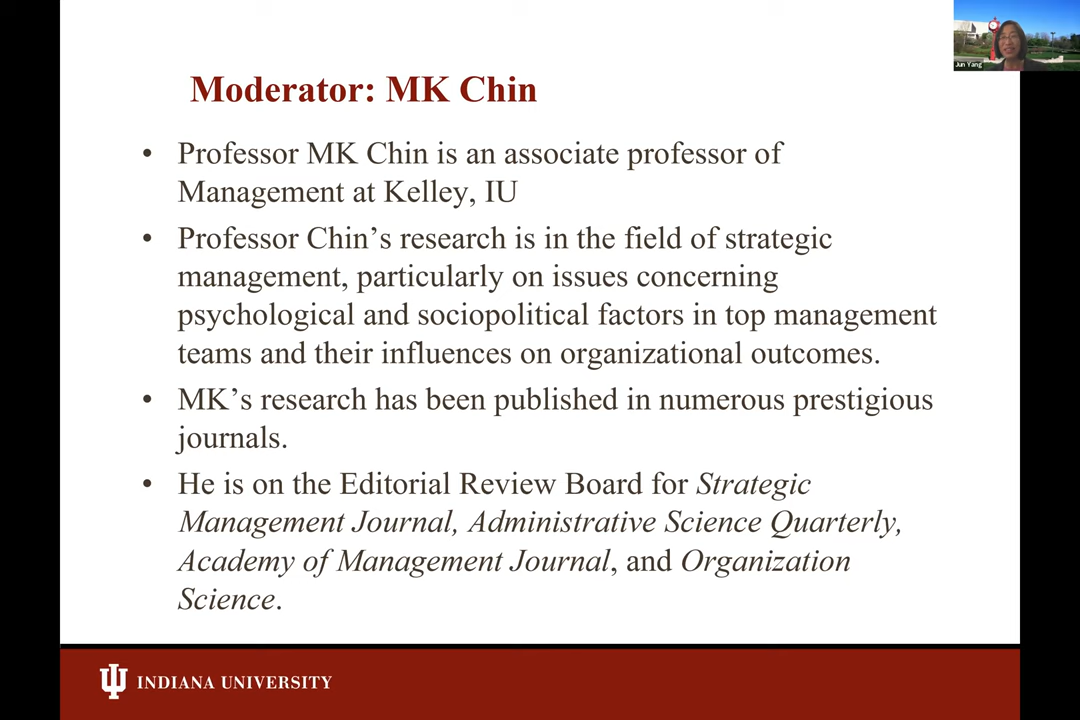 Jun Yang
Moderator: MK Chin
• Professor MK Chin is an associate professor of
Management at Kelley, IU
• Professor Chin’s research is in the field of strategic
management, particularly on issues concerning
psychological and sociopolitical factors in top management
teams and their influences on organizational outcomes.
• MK’s research has been published in numerous prestigious
journals.
• He is on the Editorial Review Board for Strategic
Management Journal, Administrative Science Quarterly,
Academy of Management Journal, and Organization
Science.
INDIANA UNIVERSITY